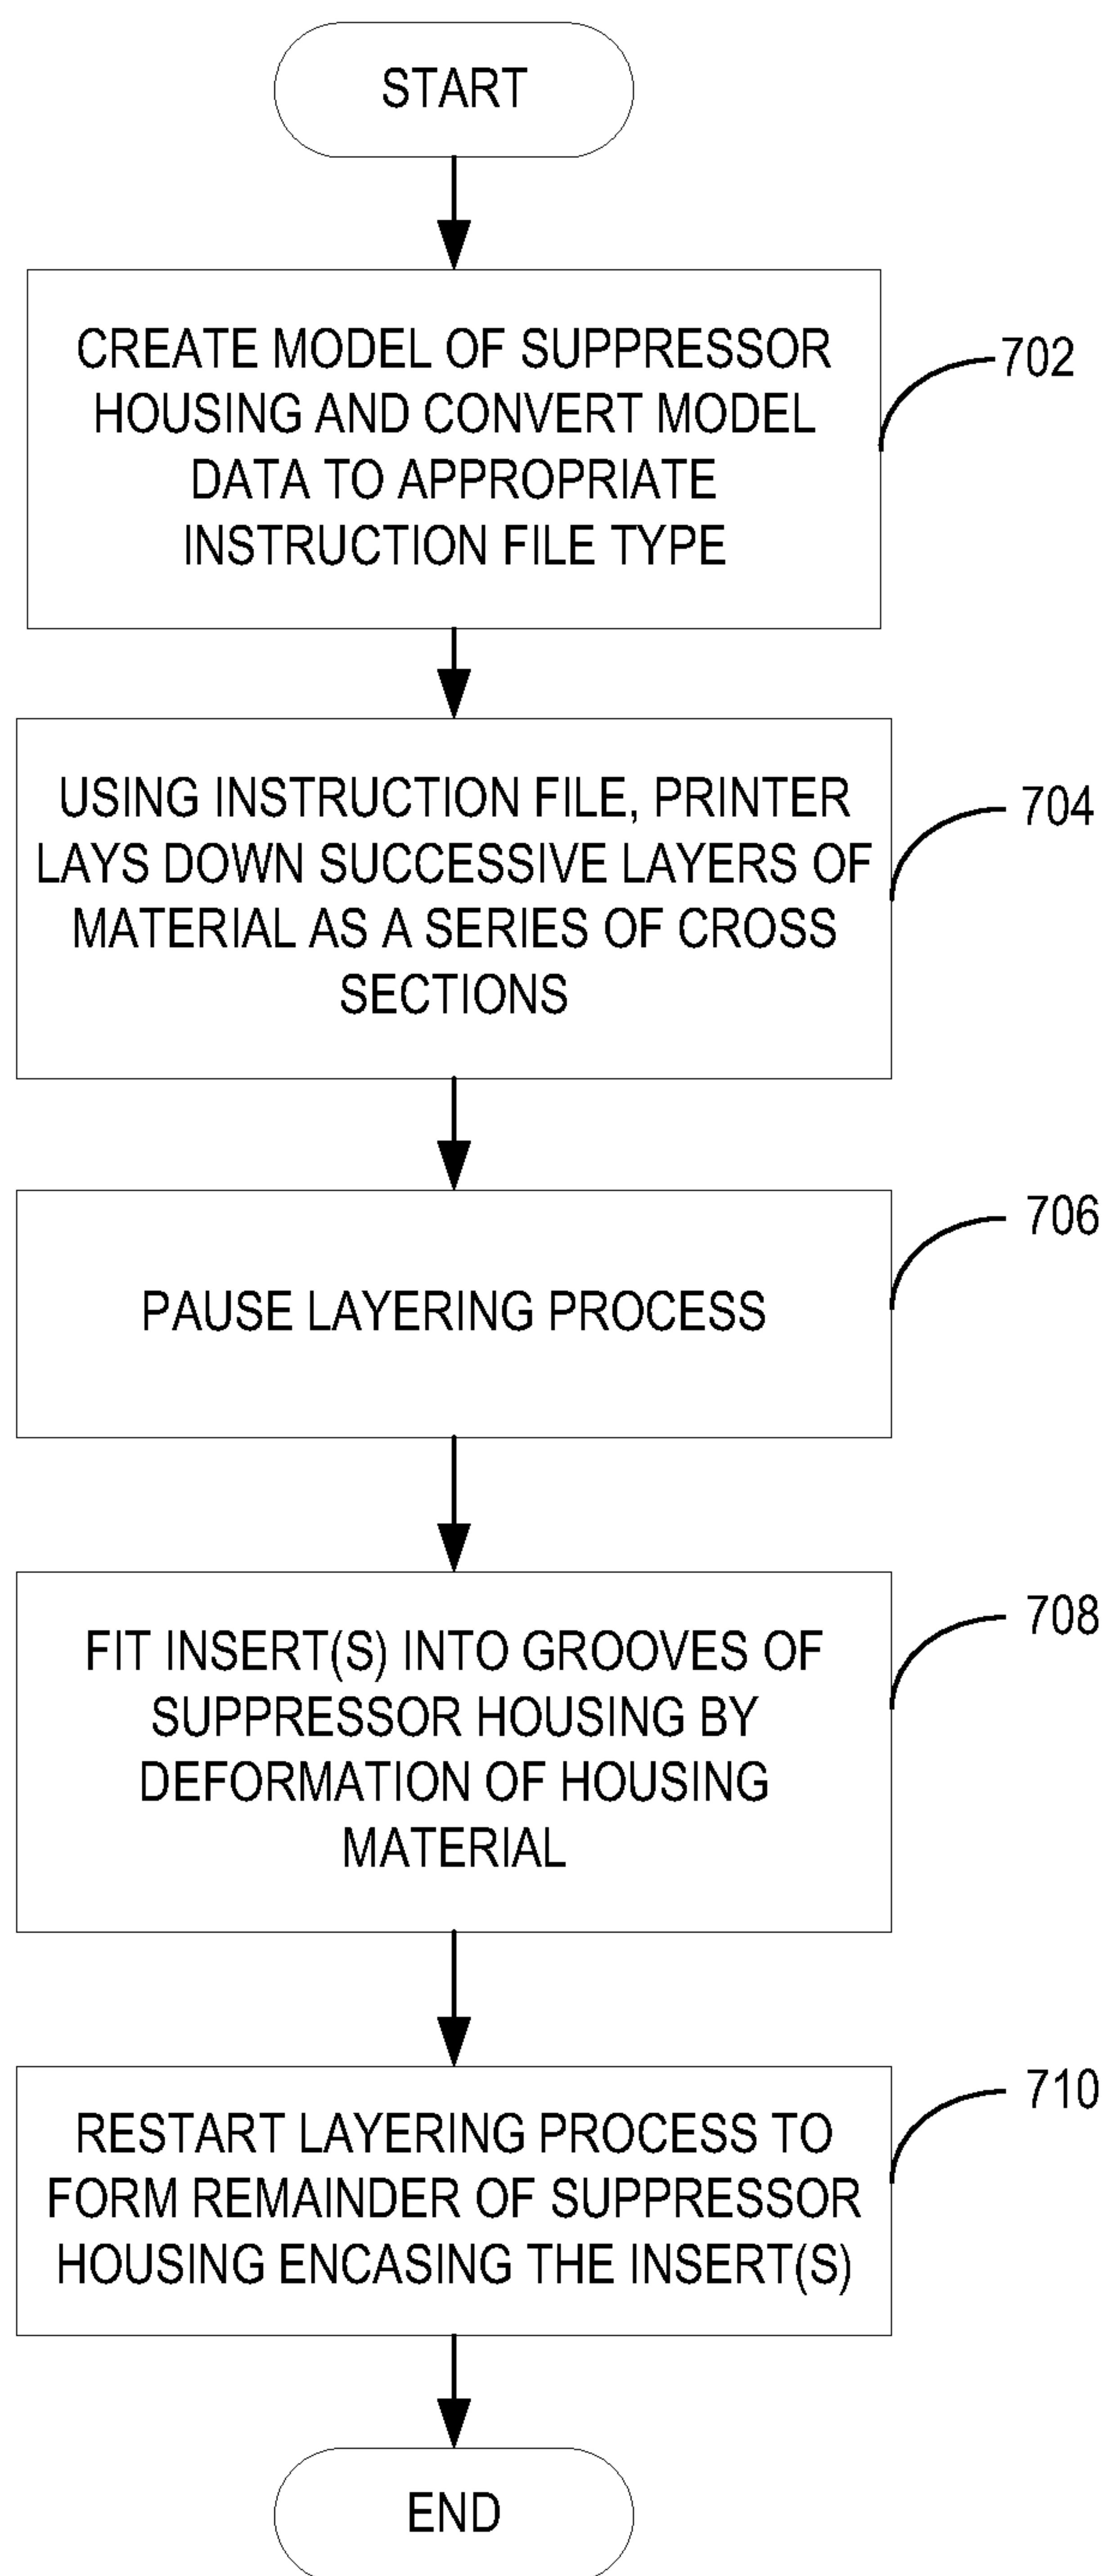 START
CREATE MODEL OF SUPPRESSOR
HOUSING AND CONVERT MODEL
DATA TO APPROPRIATE
INSTRUCTION FILE TYPE
702
USING INSTRUCTION FILE, PRINTER
LAYS DOWN SUCCESSIVE LAYERS OF
MATERIAL AS A SERIES OF CROSS
SECTIONS
704
PAUSE LAYERING PROCESS
706
FIT INSERT(S) INTO GROOVES OF
SUPPRESSOR HOUSING BY
DEFORMATION OF HOUSING
MATERIAL
708
RESTART LAYERING PROCESS TO
FORM REMAINDER OF SUPPRESSOR
HOUSING ENCASING THE INSERT(S)
710
END